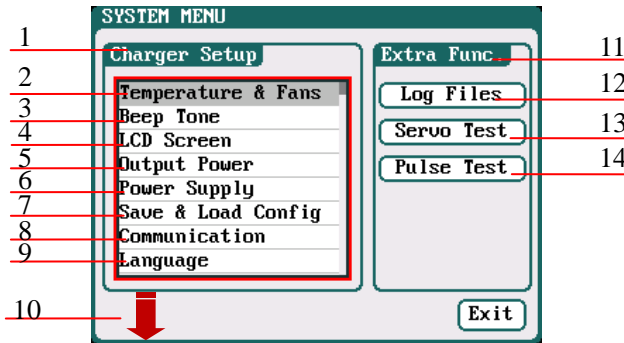 SYSTEM MENU
1 Charger Setup
2 Temperature & Fans
3 Beep Tone
4 LCD Screen
5 Output Power
6 Power Supply
7 Save & Load Config
8 Communication
9 Language
10
Extra Func. 11
Log Files 12
Servo Test 13
Pulse Test 14
Exit